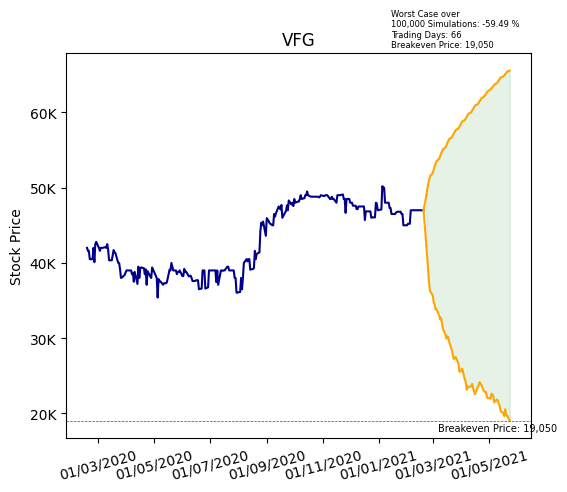 Worst Case over
100,000 Simulations: -59.49 %
Trading Days: 66
Breakeven Price: 19,050
VFG
Stock Price
60K
50K
40K
30K
20K
Breakeven Price: 19,050
01/03/2020 01/05/2020 01/07/2020 01/09/2020 01/11/2020 01/01/2021 01/03/2021 01/05/2021